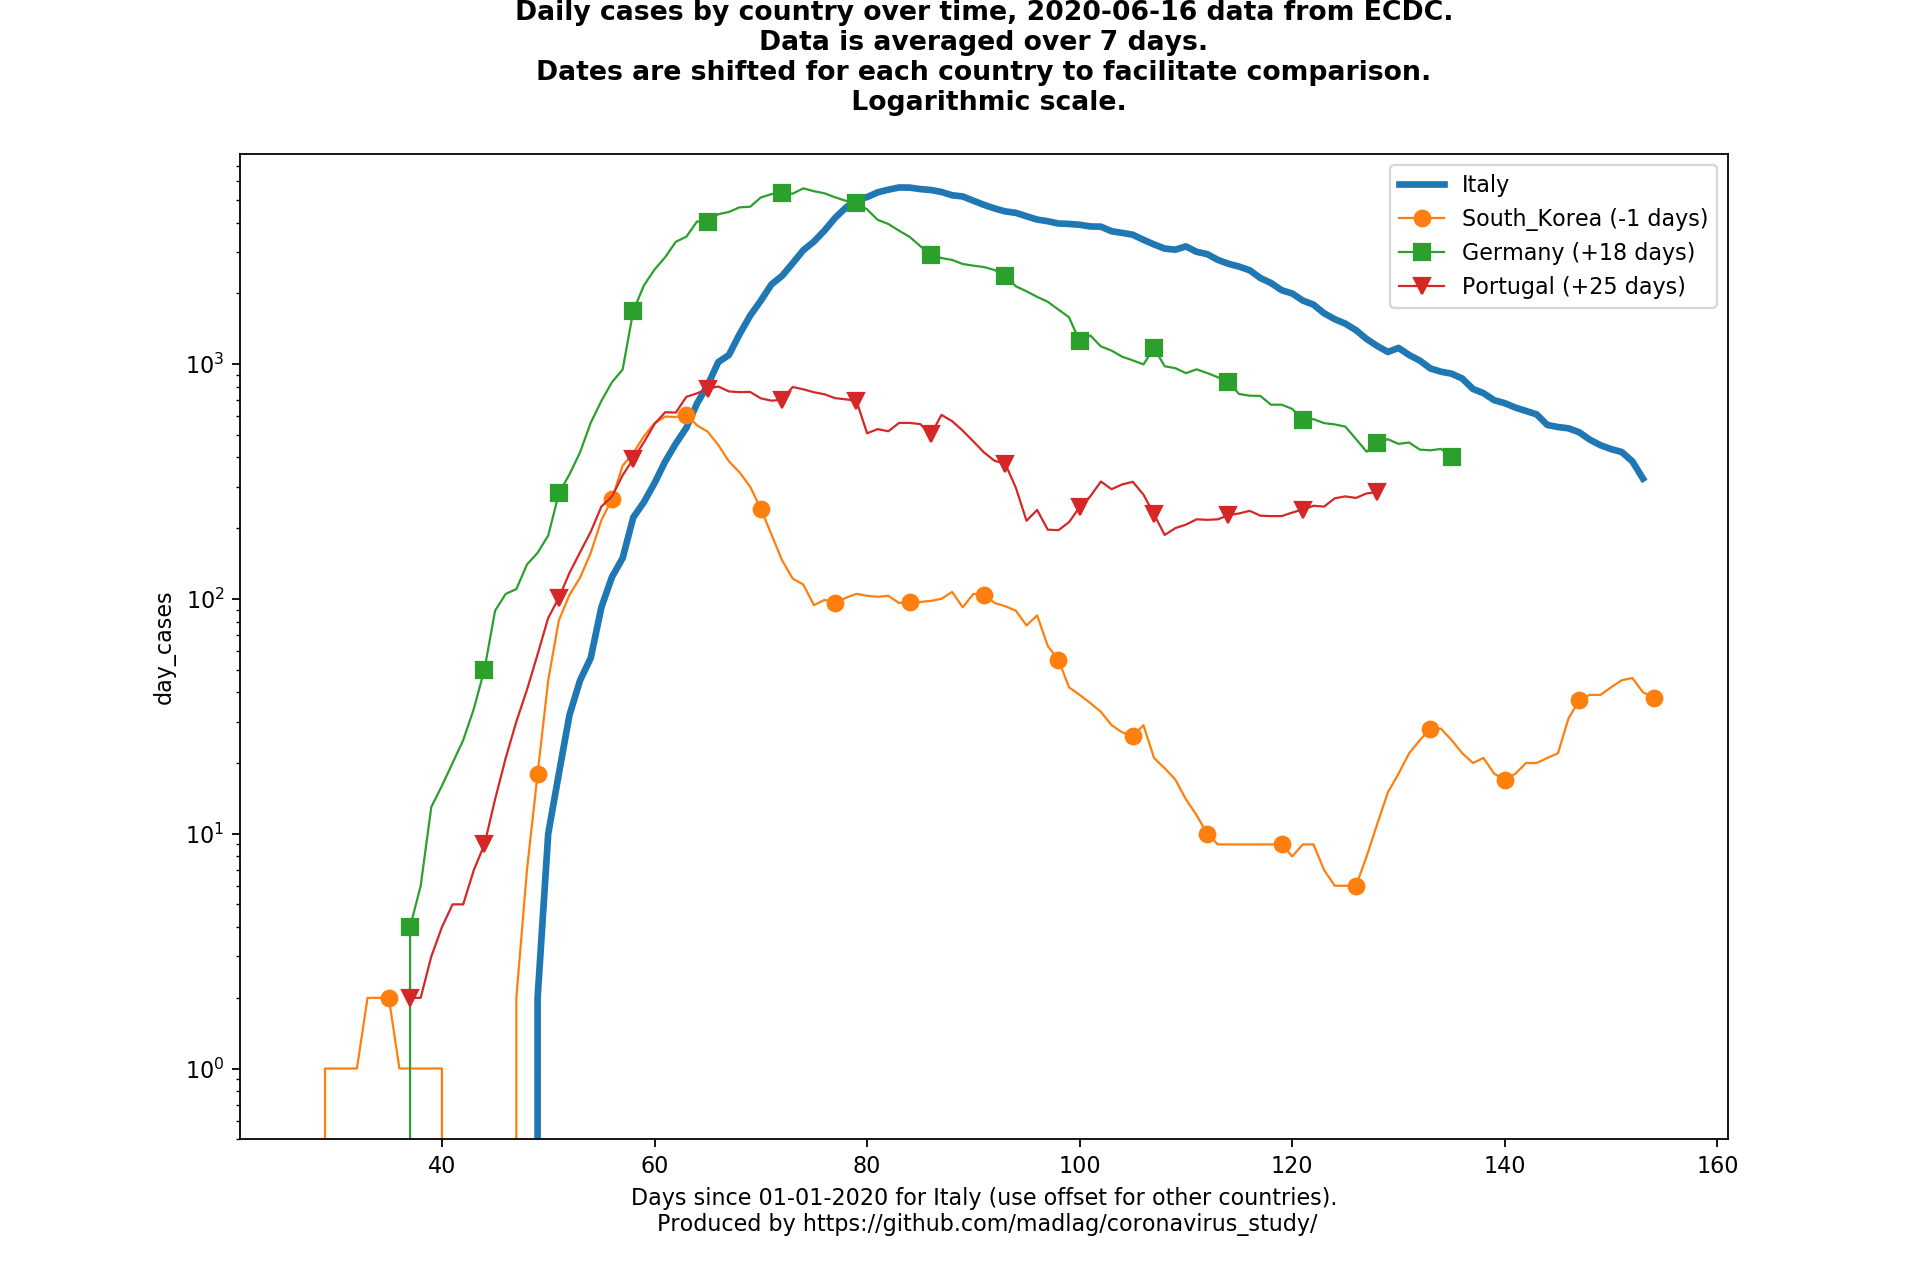 Daily cases by country over time, 2020-06-16 data from ECDC.
Data is averaged over 7 days.
Dates are shifted for each country to facilitate comparison.
Logarithmic scale.
Italy
South_Korea (-1 days)
Germany (+18 days)
Portugal (+25 days)
10³
10²
10¹
10⁰
day_cases
40 60 80 100 120 140 160
Days since 01-01-2020 for Italy (use offset for other countries).
Produced by https://github.com/madlag/coronavirus_study/